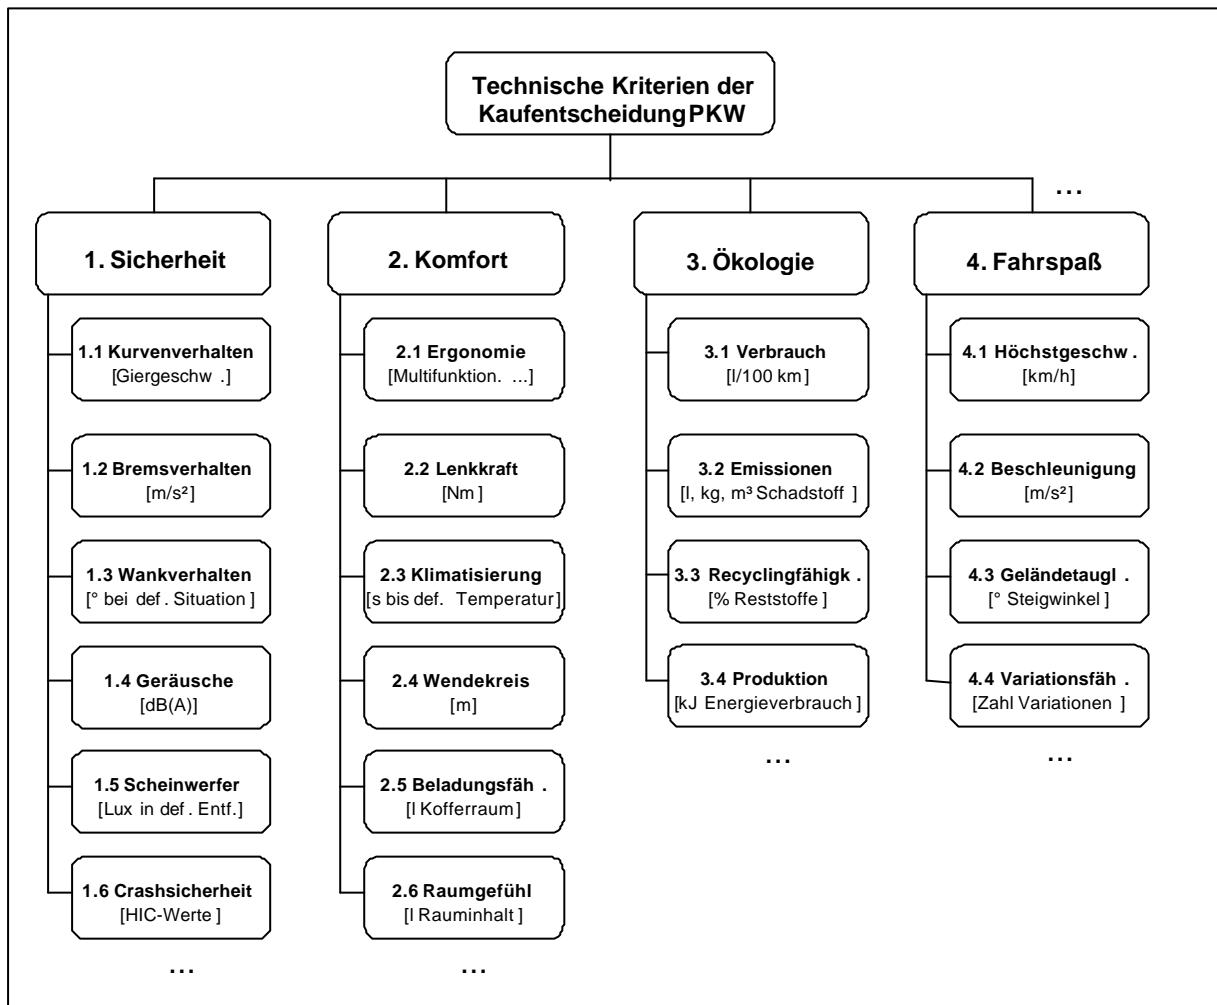 Technische Kriterien der
Kaufentscheidung PKW
...
1. Sicherheit
1.1 Kurvenverhalten
[Giergeschw .]
1.2 Bremsverhalten
[m/s²]
1.3 Wankverhalten
[° bei def . Situation ]
1.4 Geräusche
[dB(A)]
1.5 Scheinwerfer
[Lux in def . Entf.]
1.6 Crashsicherheit
[HIC-Werte ]
...
2. Komfort
2.1 Ergonomie
[Multifunktion. ...]
2.2 Lenkkraft
[Nm ]
2.3 Klimatisierung
[s bis def. Temperatur]
2.4 Wendekreis
[m]
2.5 Beladungsfäh .
[l Kofferraum]
2.6 Raumgefühl
[l Rauminhalt ]
...
3. Ökologie
3.1 Verbrauch
[l/100 km]
3.2 Emissionen
[l, kg, m³ Schadstoff ]
3.3 Recyclingfähigk .
[% Reststoffe ]
3.4 Produktion
[kJ Energieverbrauch ]
...
4. Fahrspaß
4.1 Höchstgeschw .
[km/h]
4.2 Beschleunigung
[m/s²]
4.3 Geländetaugl .
[° Steigwinkel ]
4.4 Variationsfäh .
[Zahl Variationen ]
...